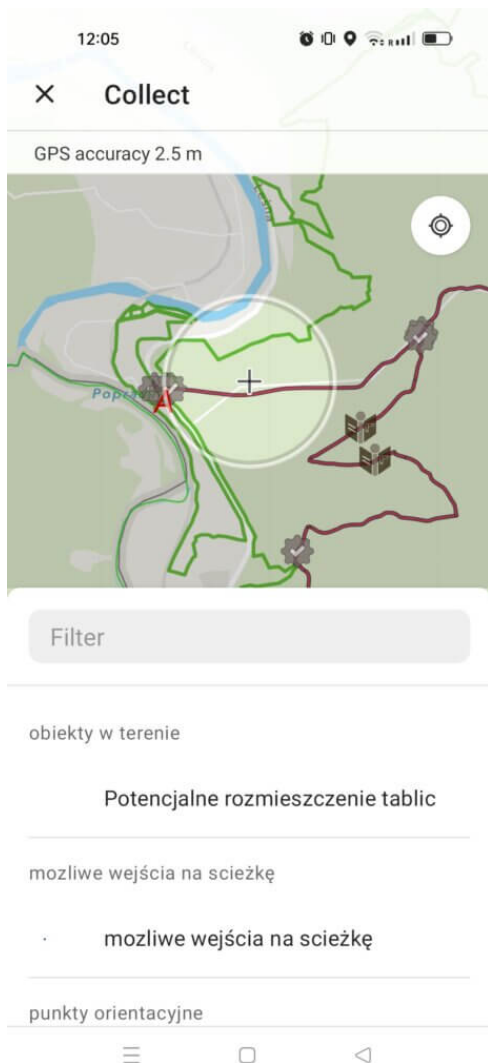 12:05
Collect
GPS accuracy 2.5 m
Leśna
Filter
obiekty w terenie
Potencjalne rozmieszczenie tablic
mozliwe wejścia na scieżkę
mozliwe wejścia na scieżkę
punkty orientacyjne